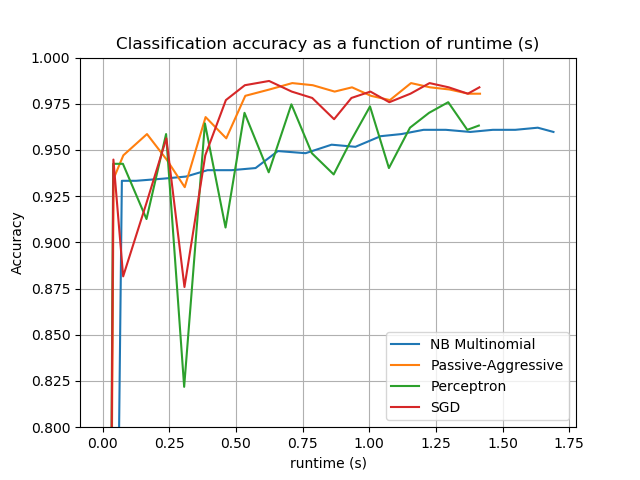 Classification accuracy as a function of runtime (s)
1.000
0.975
0.950
0.925
0.900
0.875
0.850
0.825
0.800
Accuracy
NB Multinomial
Passive-Aggressive
Perceptron
SGD
0.00 0.25 0.50 0.75 1.00 1.25 1.50 1.75
runtime (s)